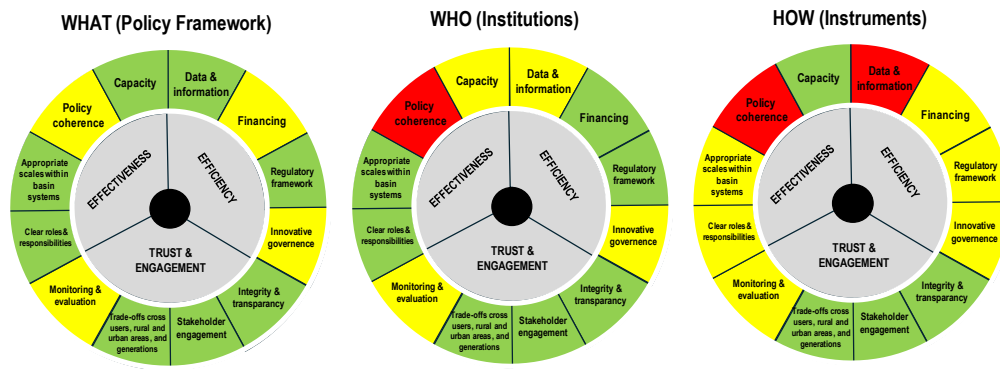 WHAT (Policy Framework)
Capacity
Data &
information
Financing
Regulatory
framework
Innovative
governence
Integrity &
transparency
Stakeholder
engagement
Trade-offs cross
users, rural and
urban areas, and
generations
Monitoring &
evaluation
Clear roles &
responsibilities
Appropriate
scales within
basin
systems
Policy
coherence
EFFECTIVENESS
EFFICIENCY
TRUST &
ENGAGEMENT
WHO (Institutions)
Capacity
Data &
information
Financing
Regulatory
framework
Innovative
governence
Integrity &
transparency
Stakeholder
engagement
Trade-offs cross
users, rural and
urban areas, and
generations
Monitoring &
evaluation
Clear roles &
responsibilities
Appropriate
scales within
basin
systems
Policy
coherence
EFFECTIVENESS
EFFICIENCY
TRUST &
ENGAGEMENT
HOW (Instruments)
Capacity
Data &
information
Financing
Regulatory
framework
Innovative
governence
Integrity &
transparency
Stakeholder
engagement
Trade-offs cross
users, rural and
urban areas, and
generations
Monitoring &
evaluation
Clear roles &
responsibilities
Appropriate
scales within
basin
systems
Policy
coherence
EFFECTIVENESS
EFFICIENCY
TRUST &
ENGAGEMENT